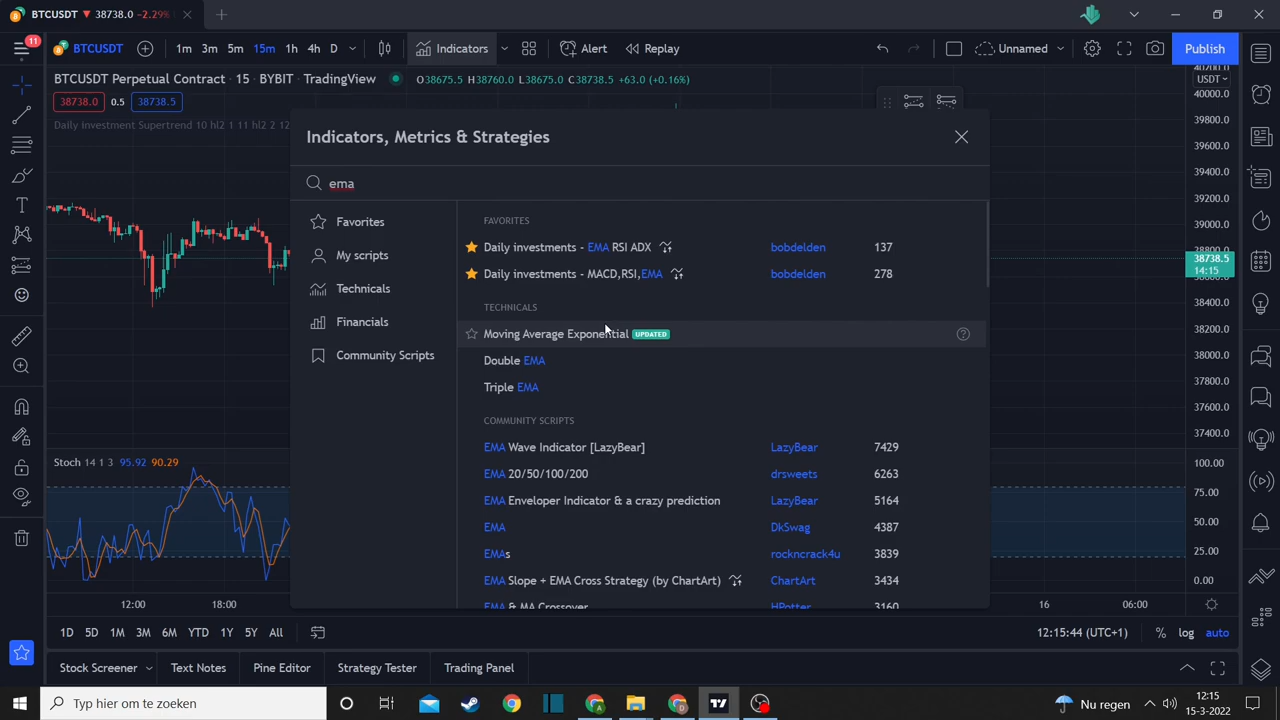 BTCUSDT ▼ 38738.0 −2.29%
11
BTCUSDT
1m 3m 5m 15m 1h 4h D
Indicators
Alert
Replay
Unnamed
Publish
BTCUSDT Perpetual Contract · 15 · BYBIT · TradingView
O38675.5 H38760.0 L38675.0 C38738.5 +63.0 (+0.16%)
38738.0 0.5 38738.5
Daily investment Supertrend 10 hl2 1 11 hl2 2 12
Indicators, Metrics & Strategies
ema
Favorites
My scripts
Technicals
Financials
Community Scripts
FAVORITES
Daily investments - EMA RSI ADX bobdelden 137
Daily investments - MACD,RSI,EMA bobdelden 278
TECHNICALS
Moving Average Exponential UPDATED
Double EMA
Triple EMA
COMMUNITY SCRIPTS
EMA Wave Indicator [LazyBear] LazyBear 7429
EMA 20/50/100/200 drsweets 6263
EMA Enveloper Indicator & a crazy prediction LazyBear 5164
EMA DkSwag 4387
EMAs rockncrack4u 3839
EMA Slope + EMA Cross Strategy (by ChartArt) ChartArt 3434
EMA & MA Crossover HPotter 3160
USDT
40000.0
39800.0
39600.0
39400.0
39200.0
39000.0
38738.5
14:15
38400.0
38200.0
38000.0
37800.0
37600.0
37400.0
Stoch 14 1 3 95.92 90.29
100.00
75.00
50.00
25.00
0.00
12:00 18:00 16 06:00
1D 5D 1M 3M 6M YTD 1Y 5Y All
12:15:44 (UTC+1) % log auto
Stock Screener Text Notes Pine Editor Strategy Tester Trading Panel
Typ hier om te zoeken
Nu regen
12:15
15-3-2022